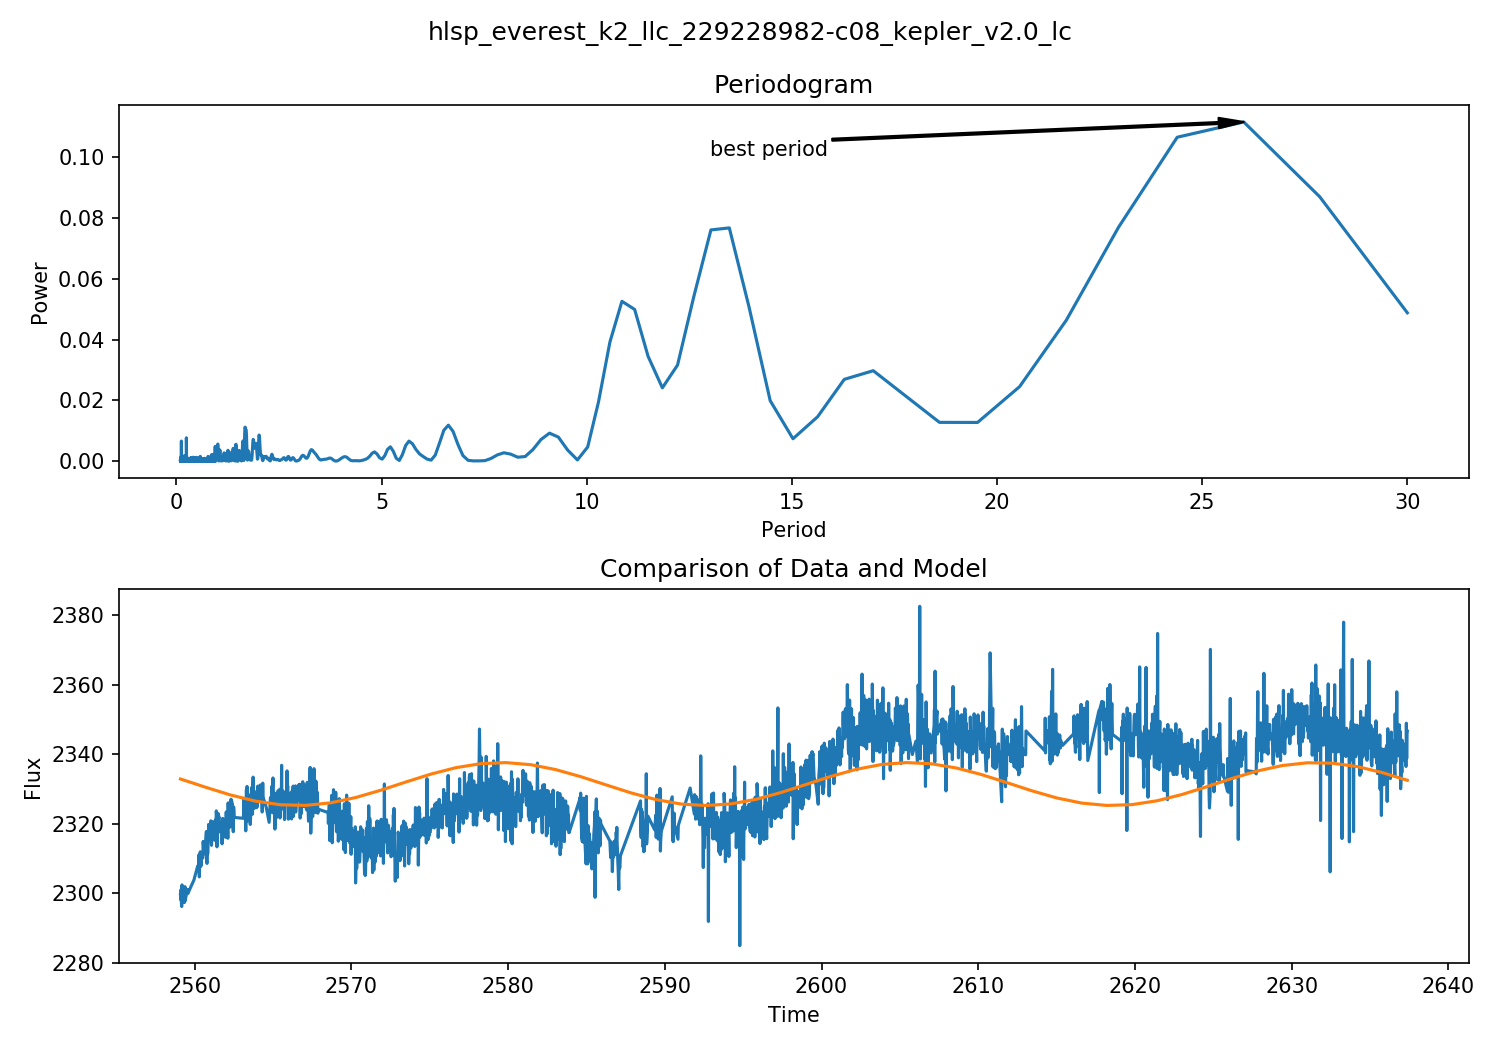 hlsp_everest_k2_llc_229228982-c08_kepler_v2.0_lc
Periodogram
best period
Power
0.10
0.08
0.06
0.04
0.02
0.00
0 5 10 15 20 25 30
Period
Comparison of Data and Model
Flux
2380
2360
2340
2320
2300
2280
2560 2570 2580 2590 2600 2610 2620 2630 2640
Time